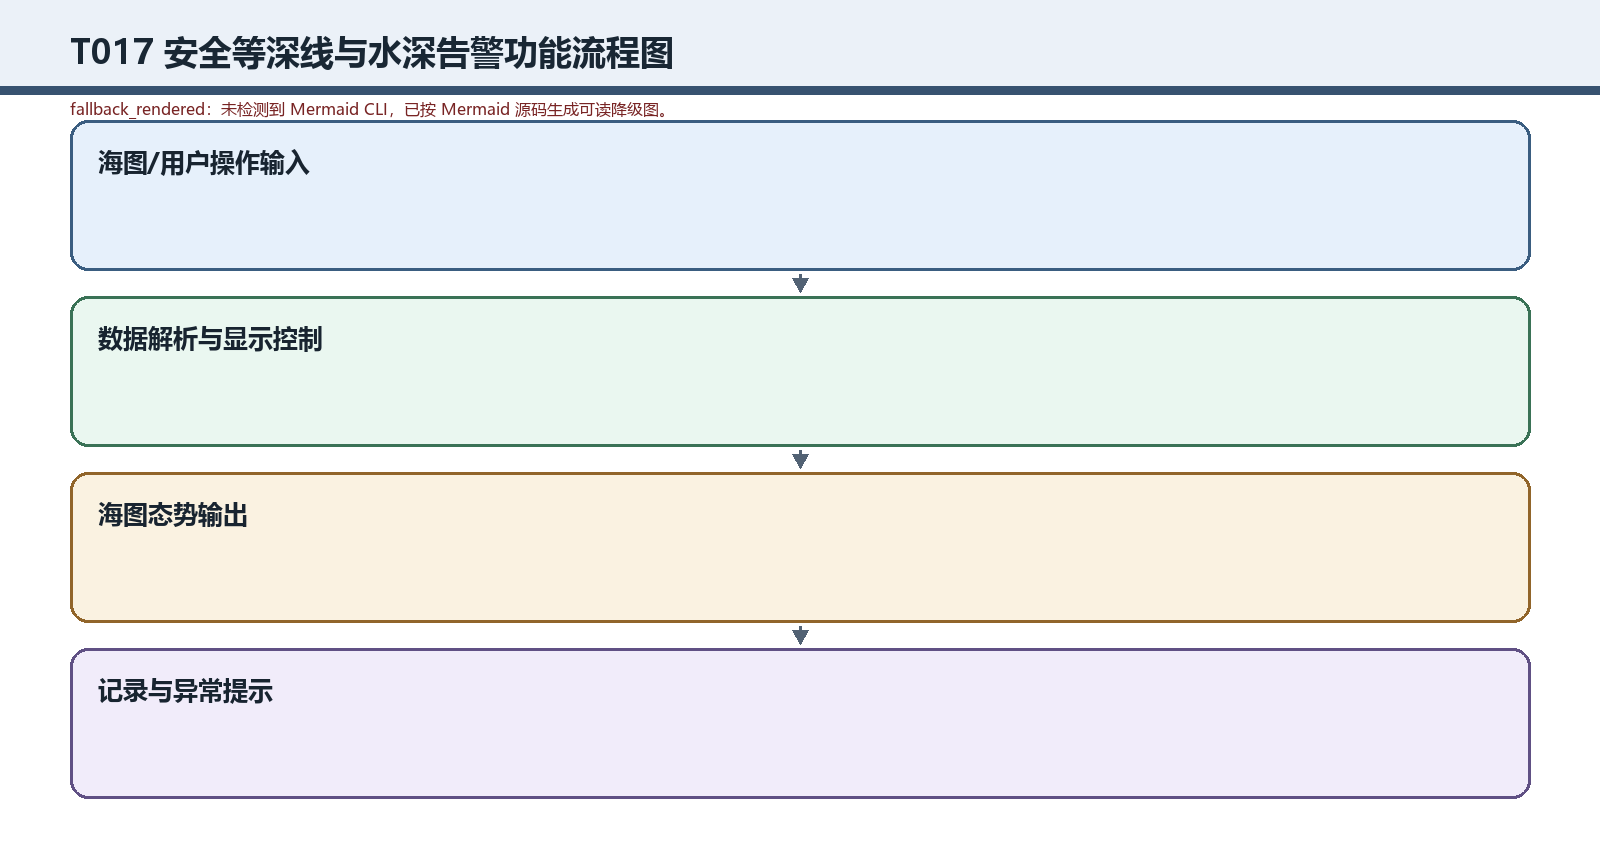 T017 安全等深线与水深告警功能流程图
fallback_rendered：未检测到 Mermaid CLI，已按 Mermaid 源码生成可读降级图。
海图/用户操作输入
数据解析与显示控制
海图态势输出
记录与异常提示